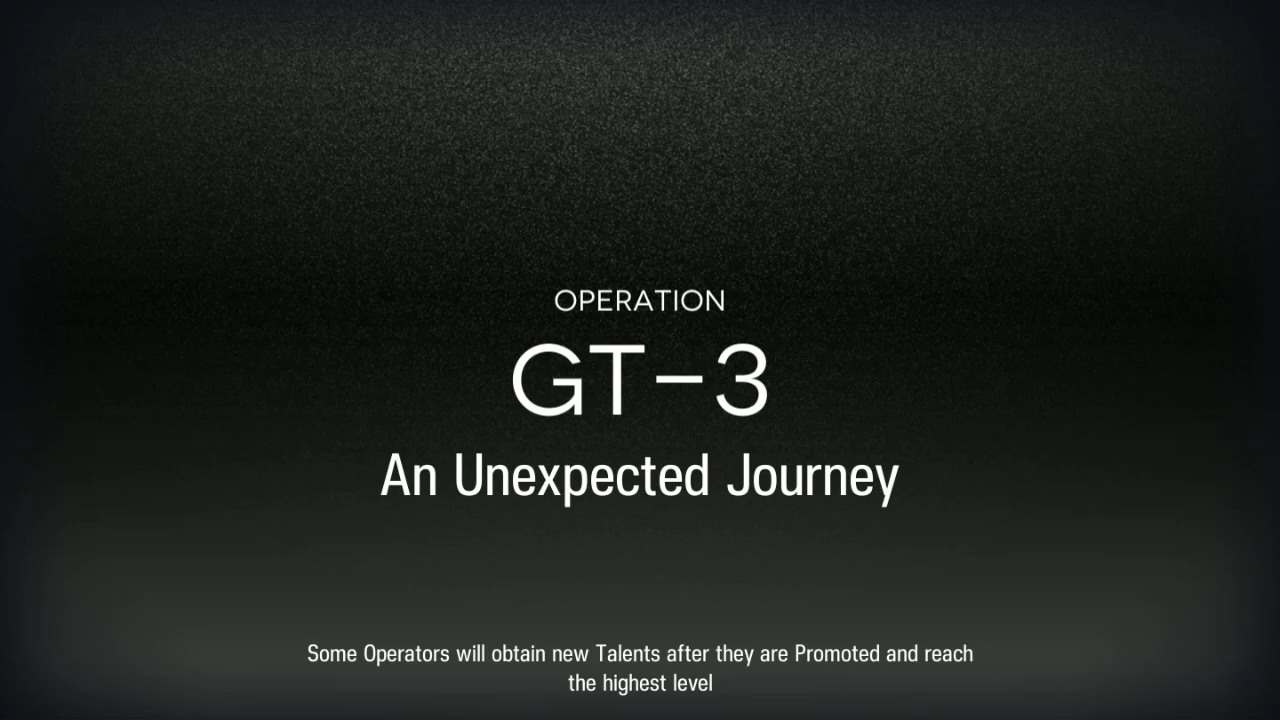 OPERATION
GT-3
An Unexpected Journey
Some Operators will obtain new Talents after they are Promoted and reach
the highest level